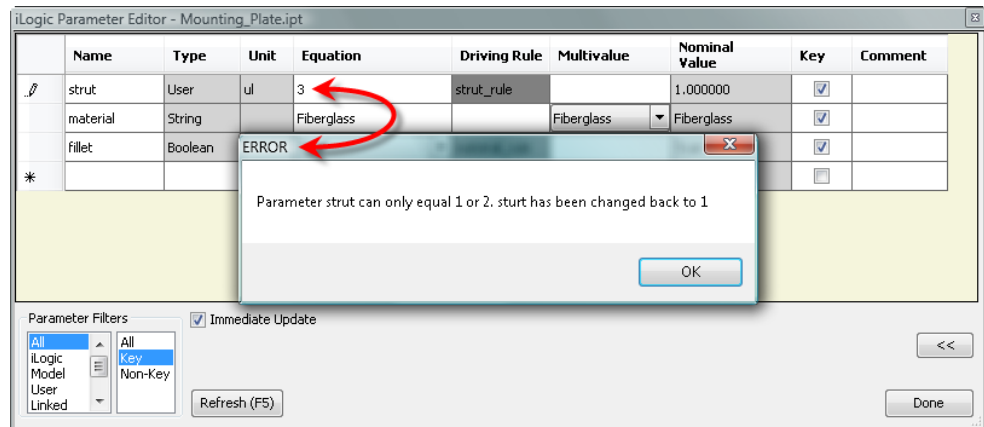 iLogic Parameter Editor - Mounting_Plate.ipt
Name Type Unit Equation Driving Rule Multivalue Nominal Value Key Comment
strut User ul 3 strut_rule 1.000000
material String Fiberglass Fiberglass Fiberglass
fillet Boolean
*
ERROR
Parameter strut can only equal 1 or 2. sturt has been changed back to 1
OK
Parameter Filters
Immediate Update
All
iLogic
Model
User
Linked
All
Key
Non-Key
<<
Refresh (F5)
Done